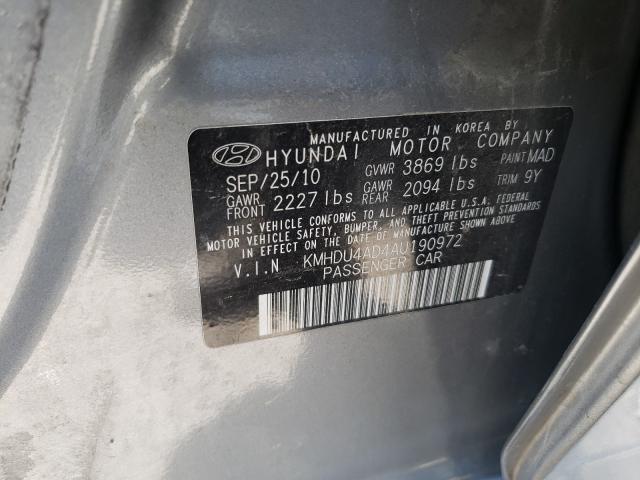 MANUFACTURED IN KOREA BY
HYUNDAI MOTOR COMPANY
SEP/25/10 GVWR 3869 lbs PAINT MAD
GAWR FRONT 2227 lbs GAWR REAR 2094 lbs TRIM 9Y
THIS VEHICLE CONFORMS TO ALL APPLICABLE U.S.A. FEDERAL
MOTOR VEHICLE SAFETY, BUMPER, AND THEFT PREVENTION STANDARDS
IN EFFECT ON THE DATE OF MANUFACTURE SHOWN ABOVE.
V.I.N KMHDU4AD4AU190972
PASSENGER CAR